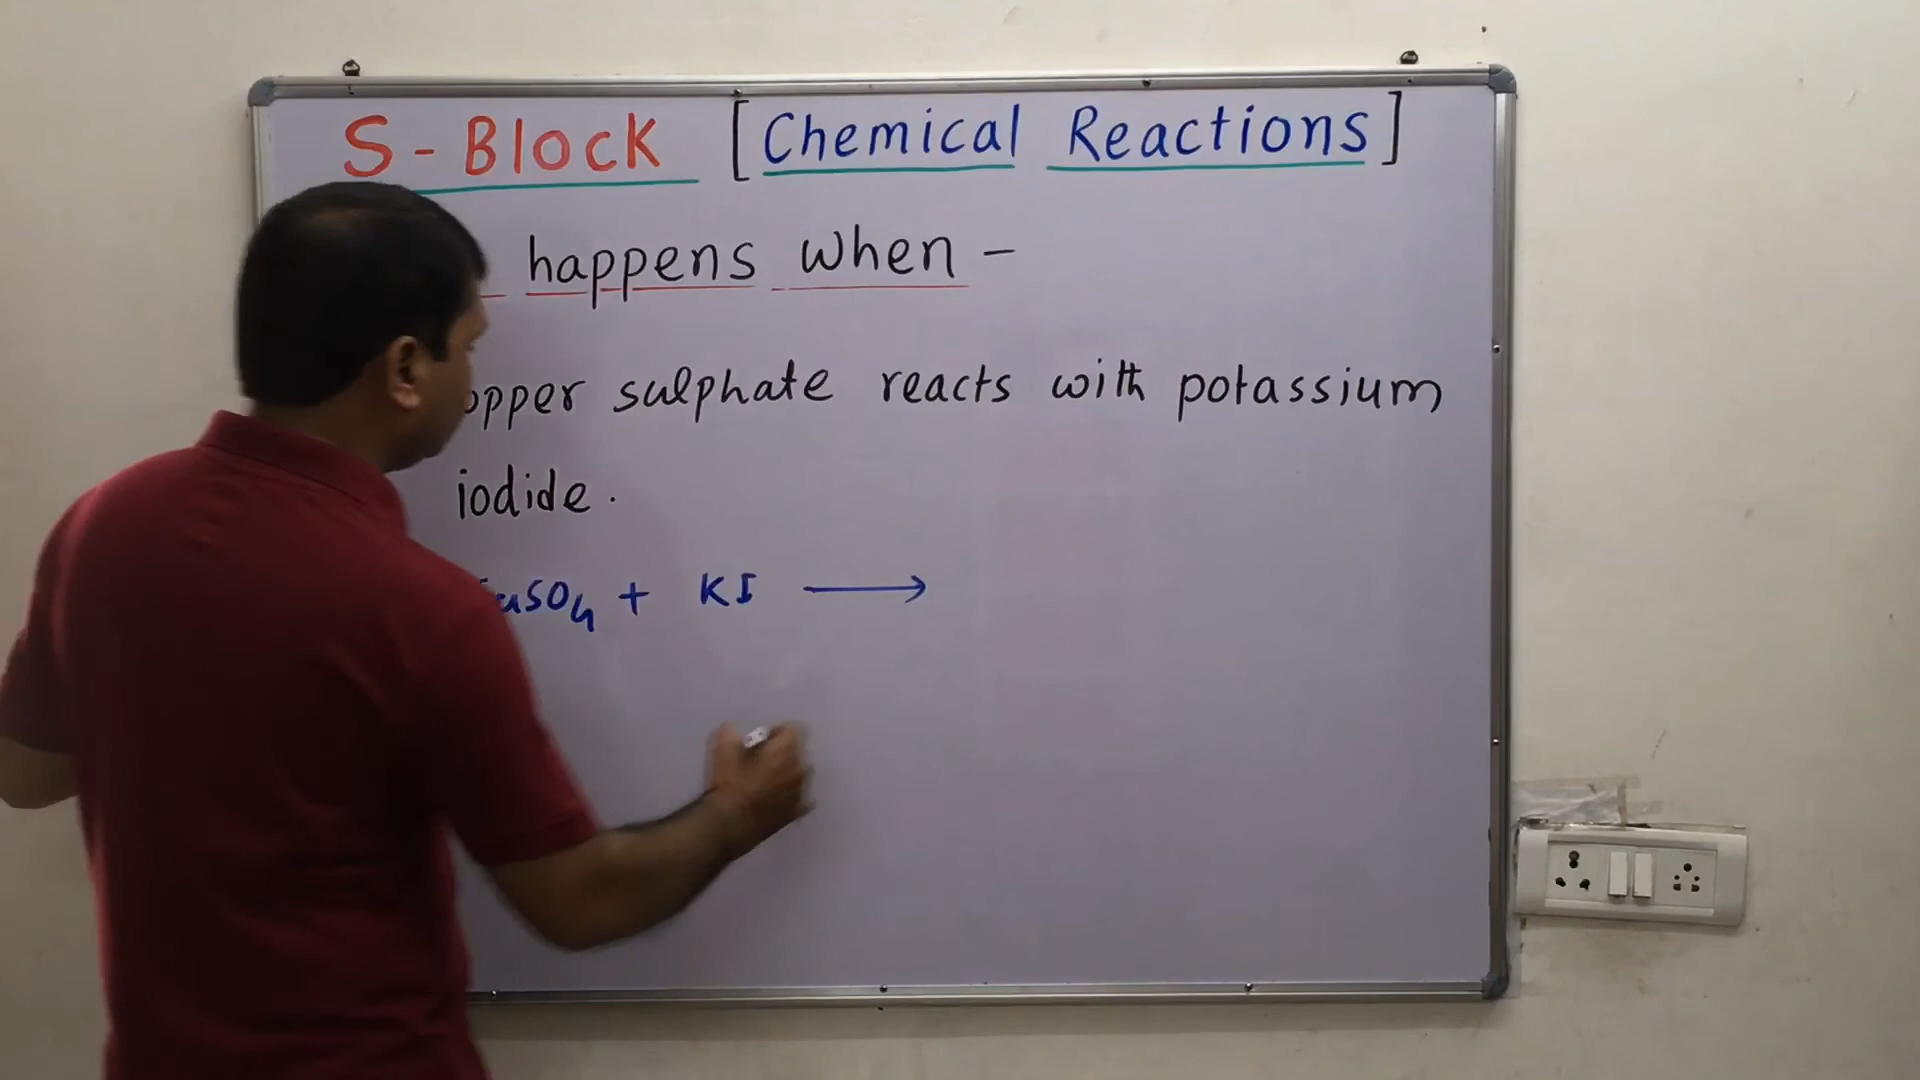 S-Block [Chemical Reactions]
happens when -
opper sulphate reacts with potassium
iodide.
uSO4 + KI ⟶